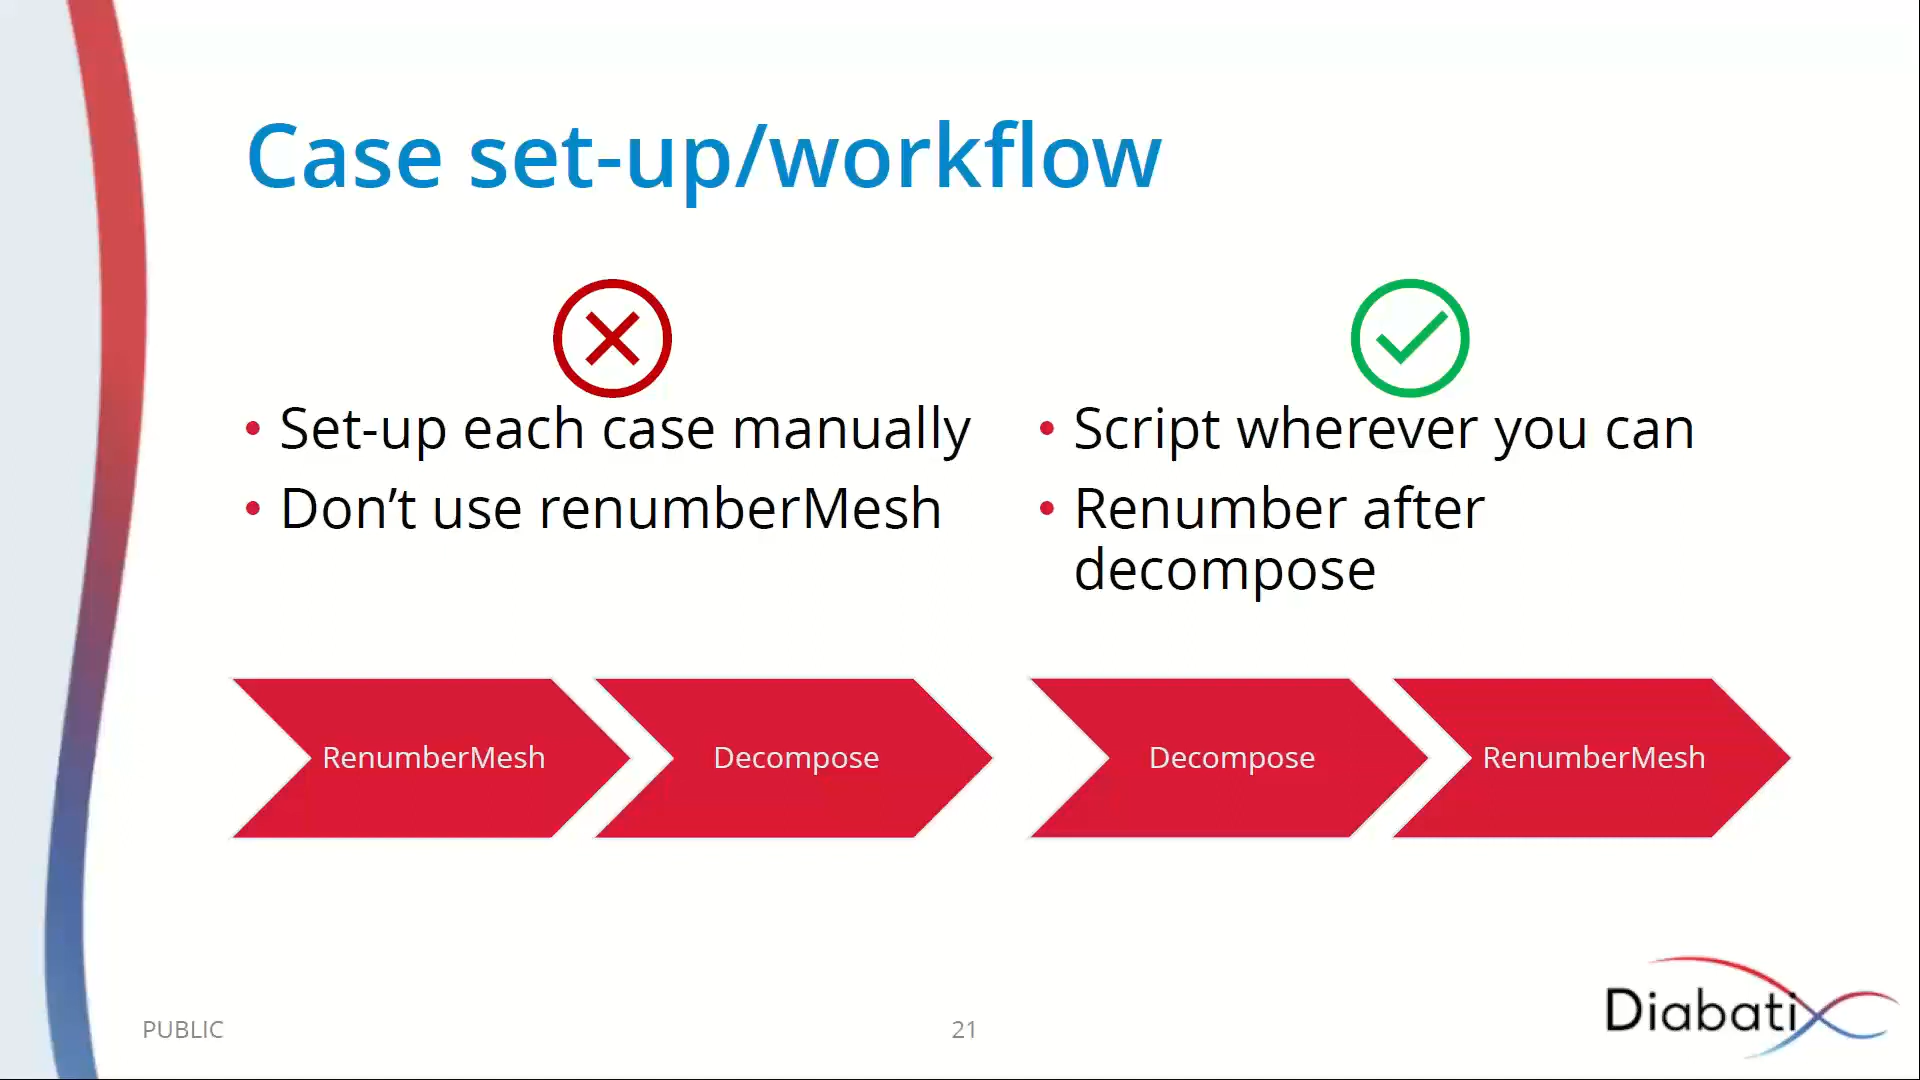 Case set-up/workflow
• Set-up each case manually
• Don’t use renumberMesh
• Script wherever you can
• Renumber after
decompose
RenumberMesh
Decompose
Decompose
RenumberMesh
PUBLIC
21
Diabatix